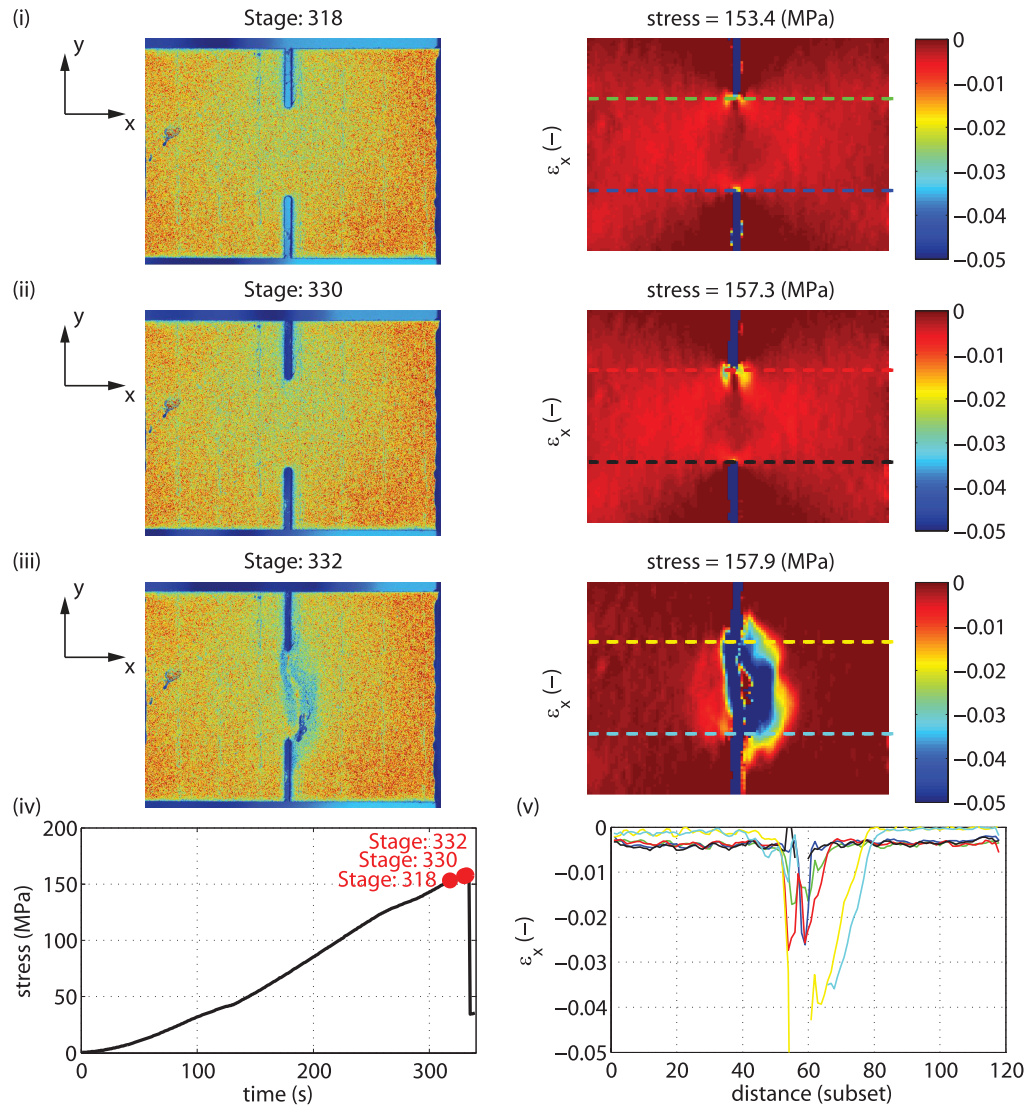 (i)
Stage: 318
stress = 153.4 (MPa)
y
x
ε_x (−)
0
−0.01
−0.02
−0.03
−0.04
−0.05
(ii)
Stage: 330
stress = 157.3 (MPa)
y
x
ε_x (−)
0
−0.01
−0.02
−0.03
−0.04
−0.05
(iii)
Stage: 332
stress = 157.9 (MPa)
y
x
ε_x (−)
0
−0.01
−0.02
−0.03
−0.04
−0.05
(iv)
200
150
100
50
0
stress (MPa)
Stage: 332
Stage: 330
Stage: 318
0
100
200
300
time (s)
(v)
0
−0.01
−0.02
−0.03
−0.04
−0.05
ε_x (−)
0
20
40
60
80
100
120
distance (subset)